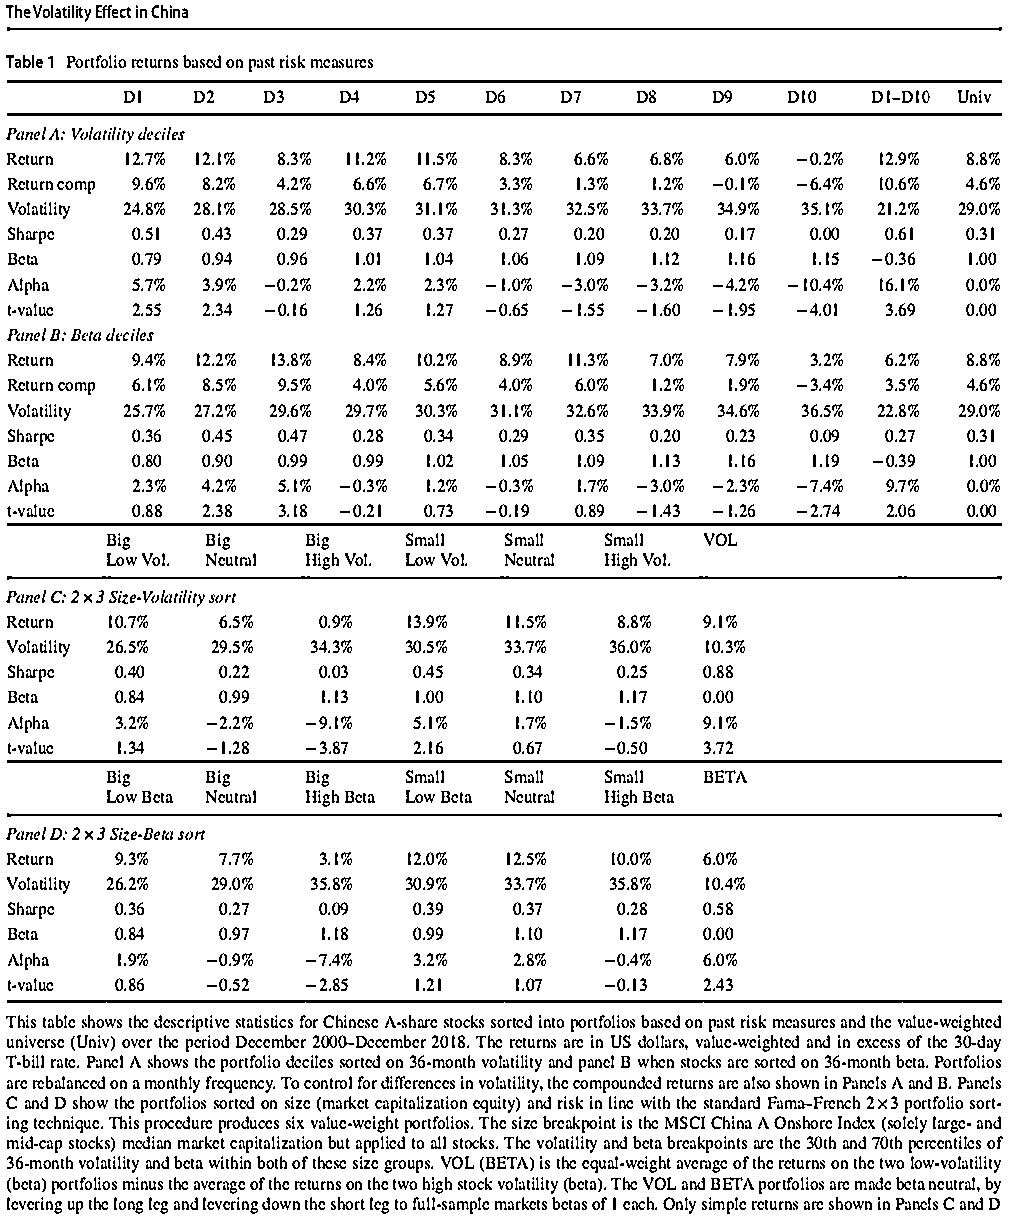 The Volatility Effect in China
Table 1 Portfolio returns based on past risk measures
D1 D2 D3 D4 D5 D6 D7 D8 D9 D10 D1–D10 Univ
Panel A: Volatility deciles
Return 12.7% 12.1% 8.3% 11.2% 11.5% 8.3% 6.6% 6.8% 6.0% −0.2% 12.9% 8.8%
Return comp 9.6% 8.2% 4.2% 6.6% 6.7% 3.3% 1.3% 1.2% −0.1% −6.4% 10.6% 4.6%
Volatility 24.8% 28.1% 28.5% 30.3% 31.1% 31.3% 32.5% 33.7% 34.9% 35.1% 21.2% 29.0%
Sharpe 0.51 0.43 0.29 0.37 0.37 0.27 0.20 0.20 0.17 0.00 0.61 0.31
Beta 0.79 0.94 0.96 1.01 1.04 1.06 1.09 1.12 1.16 1.15 −0.36 1.00
Alpha 5.7% 3.9% −0.2% 2.2% 2.3% −1.0% −3.0% −3.2% −4.2% −10.4% 16.1% 0.0%
t-value 2.55 2.34 −0.16 1.26 1.27 −0.65 −1.55 −1.60 −1.95 −4.01 3.69 0.00
Panel B: Beta deciles
Return 9.4% 12.2% 13.8% 8.4% 10.2% 8.9% 11.3% 7.0% 7.9% 3.2% 6.2% 8.8%
Return comp 6.1% 8.5% 9.5% 4.0% 5.6% 4.0% 6.0% 1.2% 1.9% −3.4% 3.5% 4.6%
Volatility 25.7% 27.2% 29.6% 29.7% 30.3% 31.1% 32.6% 33.9% 34.6% 36.5% 22.8% 29.0%
Sharpe 0.36 0.45 0.47 0.28 0.34 0.29 0.35 0.20 0.23 0.09 0.27 0.31
Beta 0.80 0.90 0.99 0.99 1.02 1.05 1.09 1.13 1.16 1.19 −0.39 1.00
Alpha 2.3% 4.2% 5.1% −0.3% 1.2% −0.3% 1.7% −3.0% −2.3% −7.4% 9.7% 0.0%
t-value 0.88 2.38 3.18 −0.21 0.73 −0.19 0.89 −1.43 −1.26 −2.74 2.06 0.00
Big Big Big Small Small Small VOL
Low Vol. Neutral High Vol. Low Vol. Neutral High Vol.
Panel C: 2 × 3 Size-Volatility sort
Return 10.7% 6.5% 0.9% 13.9% 11.5% 8.8% 9.1%
Volatility 26.5% 29.5% 34.3% 30.5% 33.7% 36.0% 10.3%
Sharpe 0.40 0.22 0.03 0.45 0.34 0.25 0.88
Beta 0.84 0.99 1.13 1.00 1.10 1.17 0.00
Alpha 3.2% −2.2% −9.1% 5.1% 1.7% −1.5% 9.1%
t-value 1.34 −1.28 −3.87 2.16 0.67 −0.50 3.72
Big Big Big Small Small Small BETA
Low Beta Neutral High Beta Low Beta Neutral High Beta
Panel D: 2 × 3 Size-Beta sort
Return 9.3% 7.7% 3.1% 12.0% 12.5% 10.0% 6.0%
Volatility 26.2% 29.0% 35.8% 30.9% 33.7% 35.8% 10.4%
Sharpe 0.36 0.27 0.09 0.39 0.37 0.28 0.58
Beta 0.84 0.97 1.18 0.99 1.10 1.17 0.00
Alpha 1.9% −0.9% −7.4% 3.2% 2.8% −0.4% 6.0%
t-value 0.86 −0.52 −2.85 1.21 1.07 −0.13 2.43
This table shows the descriptive statistics for Chinese A-share stocks sorted into portfolios based on past risk measures and the value-weighted
universe (Univ) over the period December 2000–December 2018. The returns are in US dollars, value-weighted and in excess of the 30-day
T-bill rate. Panel A shows the portfolio deciles sorted on 36-month volatility and panel B when stocks are sorted on 36-month beta. Portfolios
are rebalanced on a monthly frequency. To control for differences in volatility, the compounded returns are also shown in Panels A and B. Panels
C and D show the portfolios sorted on size (market capitalization equity) and risk in line with the standard Fama–French 2 × 3 portfolio sort-
ing technique. This procedure produces six value-weight portfolios. The size breakpoint is the MSCI China A Onshore Index (solely large- and
mid-cap stocks) median market capitalization but applied to all stocks. The volatility and beta breakpoints are the 30th and 70th percentiles of
36-month volatility and beta within both of these size groups. VOL (BETA) is the equal-weight average of the returns on the two low-volatility
(beta) portfolios minus the average of the returns on the two high stock volatility (beta). The VOL and BETA portfolios are made beta neutral, by
levering up the long leg and levering down the short leg to full-sample markets betas of 1 each. Only simple returns are shown in Panels C and D